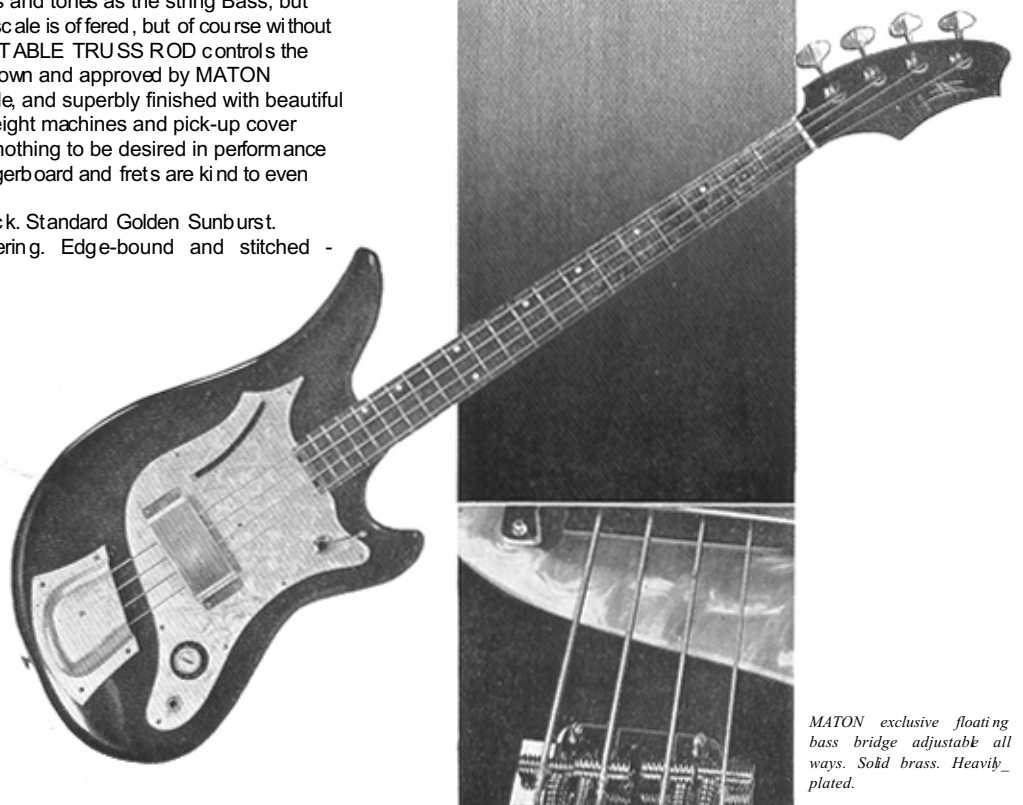 s and tones as the string Bass, but
scale is offered, but of course without
TABLE TRUSS ROD controls the
own and approved by MATON
le, and superbly finished with beautiful
eight machines and pick-up cover
nothing to be desired in performance
gerboard and frets are kind to even
ck. Standard Golden Sunburst.
ering. Edge-bound and stitched -
MATON exclusive floating
bass bridge adjustable all
ways. Solid brass. Heavily_
plated.